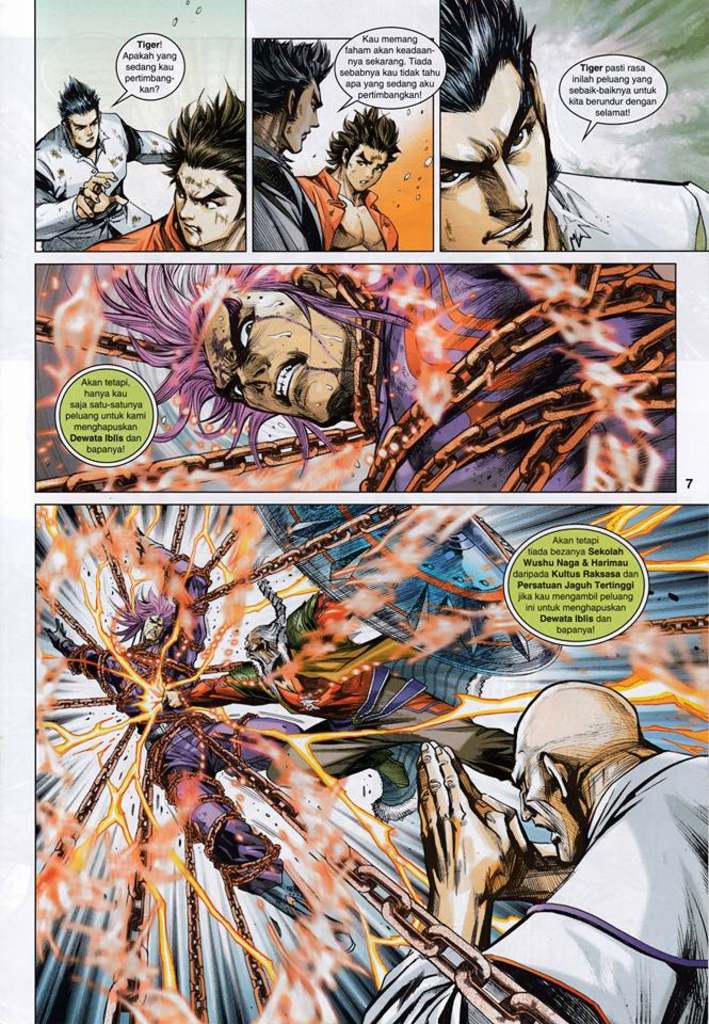 Tiger!
Apakah yang
sedang kau
pertimbang-
kan?
Kau memang
faham akan keadaan-
nya sekarang. Tiada
sebabnya kau tidak tahu
apa yang sedang aku
pertimbangkan!
Tiger pasti rasa
inilah peluang yang
sebaik-baiknya untuk
kita berundur dengan
selamat!
Akan tetapi,
hanya kau
saja satu-satunya
peluang untuk kami
menghapuskan
Dewata Iblis dan
bapanya!
7
Akan tetapi
tiada bezanya Sekolah
Wushu Naga & Harimau
daripada Kultus Raksasa dan
Persatuan Jaguh Tertinggi
jika kau mengambil peluang
ini untuk menghapuskan
Dewata Iblis dan
bapanya!